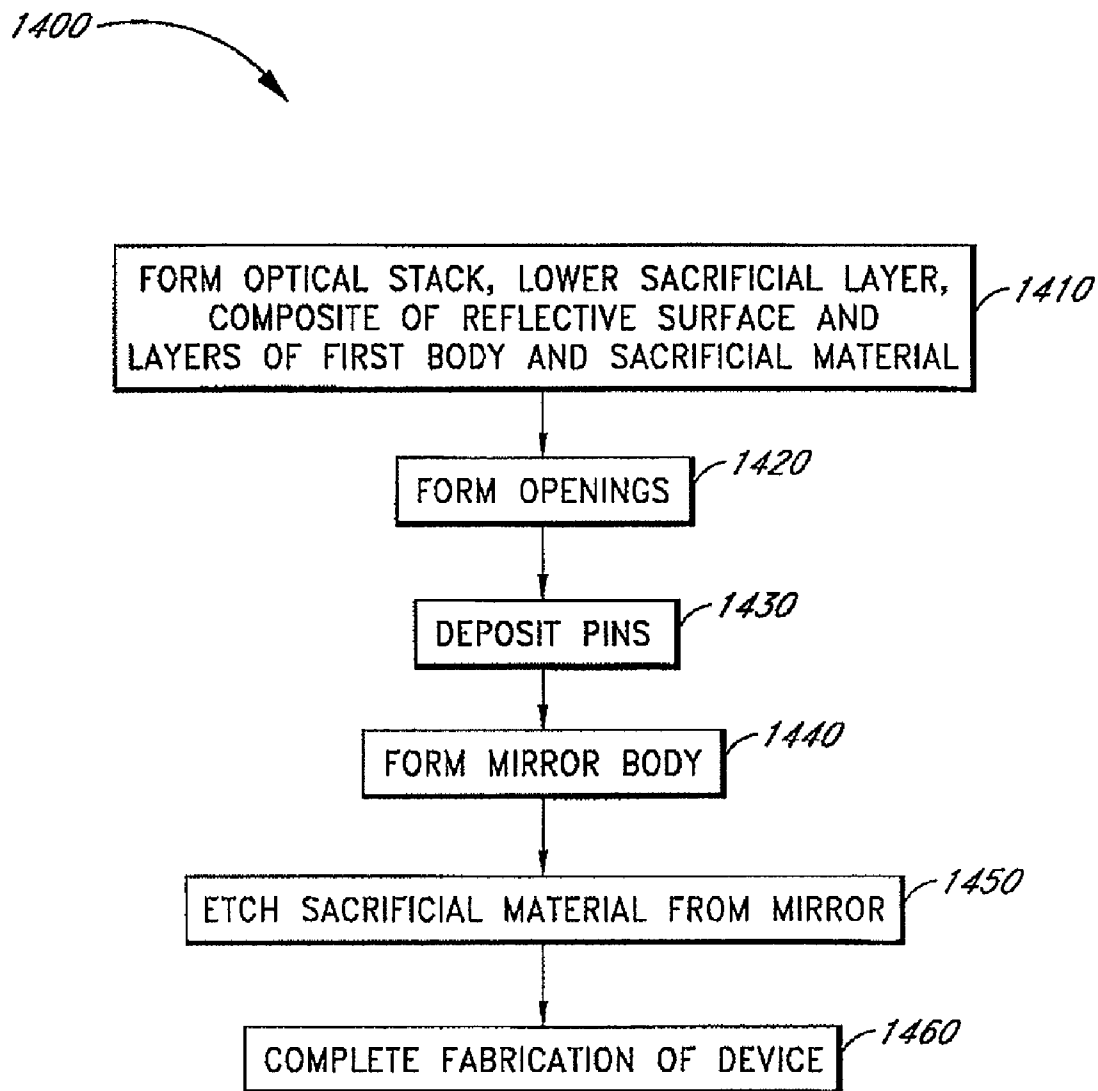 1400
FORM OPTICAL STACK, LOWER SACRIFICIAL LAYER,
COMPOSITE OF REFLECTIVE SURFACE AND
LAYERS OF FIRST BODY AND SACRIFICIAL MATERIAL
1410
FORM OPENINGS
1420
DEPOSIT PINS
1430
FORM MIRROR BODY
1440
ETCH SACRIFICIAL MATERIAL FROM MIRROR
1450
COMPLETE FABRICATION OF DEVICE
1460